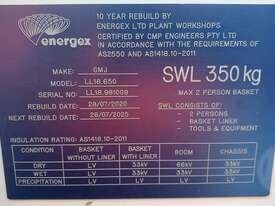 energex
10 YEAR REBUILD BY
ENERGEX LTD PLANT WORKSHOPS
CERTIFIED BY CMP ENGINEERS PTY LTD
IN ACCORDANCE WITH THE REQUIREMENTS OF
AS2550 AND AS1418.10-2011
MAKE: GMJ
MODEL: LL18.650
SERIAL NO: LL18.981009
REBUILD DATE: 28/07/2020
NEXT REBUILD DATE: 28/07/2025
SWL 350 kg
MAX 2 PERSON BASKET
SWL CONSISTS OF:
- 2 PERSONS
- BASKET LINER
- TOOLS & EQUIPMENT
INSULATION RATING: AS1418.10-2011
CONDITION BASKET WITHOUT LINER BASKET WITH LINER BOOM CHASSIS
DRY LV 33kV 66kV 33kV
WET LV 33kV 33kV 33kV
PRECIPITATION LV LV LV LV